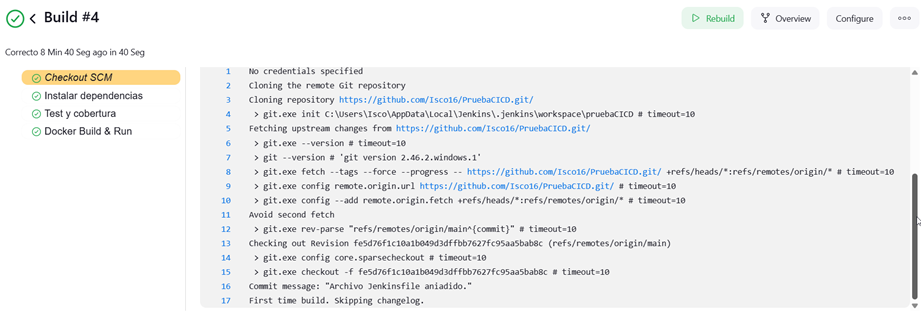 Build #4
Rebuild
Overview
Configure
Correcto 8 Min 40 Seg ago in 40 Seg
Checkout SCM
Instalar dependencias
Test y cobertura
Docker Build & Run
1 No credentials specified
2 Cloning the remote Git repository
3 Cloning repository https://github.com/Isco16/PruebaCICD.git/
4 > git.exe init C:\Users\Isco\AppData\Local\Jenkins\.jenkins\workspace\pruebaCICD # timeout=10
5 Fetching upstream changes from https://github.com/Isco16/PruebaCICD.git/
6 > git.exe --version # timeout=10
7 > git --version # 'git version 2.46.2.windows.1'
8 > git.exe fetch --tags --force --progress -- https://github.com/Isco16/PruebaCICD.git/ +refs/heads/*:refs/remotes/origin/* # timeout=10
9 > git.exe config remote.origin.url https://github.com/Isco16/PruebaCICD.git/ # timeout=10
10 > git.exe config --add remote.origin.fetch +refs/heads/*:refs/remotes/origin/* # timeout=10
11 Avoid second fetch
12 > git.exe rev-parse "refs/remotes/origin/main^{commit}" # timeout=10
13 Checking out Revision fe5d76f1c10a1b049d3dffbb7627fc95aa5bab8c (refs/remotes/origin/main)
14 > git.exe config core.sparsecheckout # timeout=10
15 > git.exe checkout -f fe5d76f1c10a1b049d3dffbb7627fc95aa5bab8c # timeout=10
16 Commit message: "Archivo Jenkinsfile aniadido."
17 First time build. Skipping changelog.